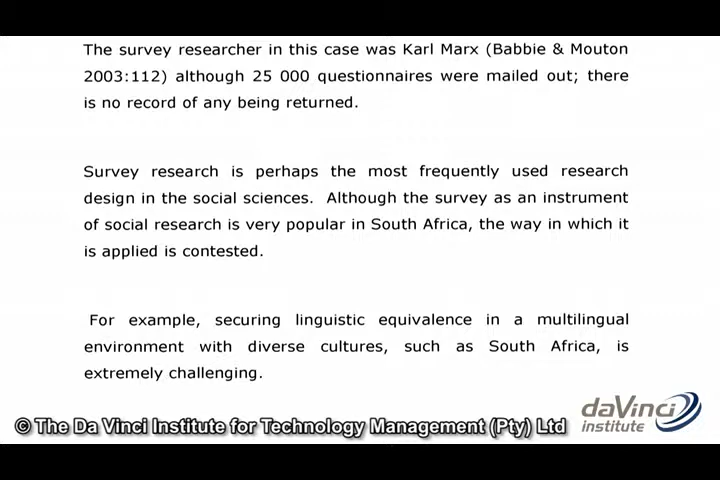 The survey researcher in this case was Karl Marx (Babbie & Mouton
2003:112) although 25 000 questionnaires were mailed out; there
is no record of any being returned.
Survey research is perhaps the most frequently used research
design in the social sciences. Although the survey as an instrument
of social research is very popular in South Africa, the way in which it
is applied is contested.
For example, securing linguistic equivalence in a multilingual
environment with diverse cultures, such as South Africa, is
extremely challenging.
daVinci
institute
© The Da Vinci Institute for Technology Management (Pty) Ltd